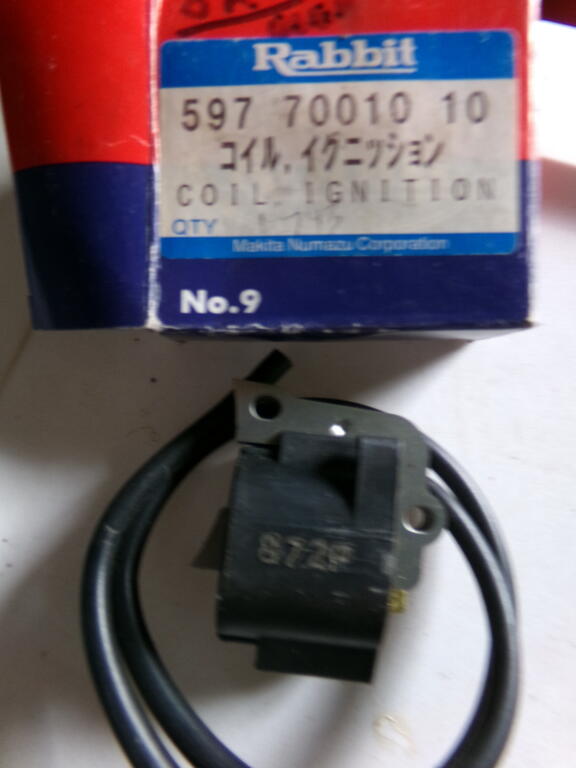 Rabbit
597 70010 10
コイル,イグニッション
COIL, IGNITION
QTY
Makita Numazu Corporation
No.9
G72P